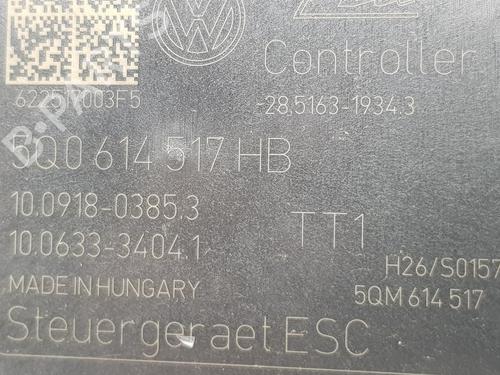 Controller
28.5163-1934.3
5Q0 614 517 HB
10.0918-0385.3
TT1
10.0633-3404.1
H26/S0157
MADE IN HUNGARY
5QM 614 517
Steuergeraet ESC